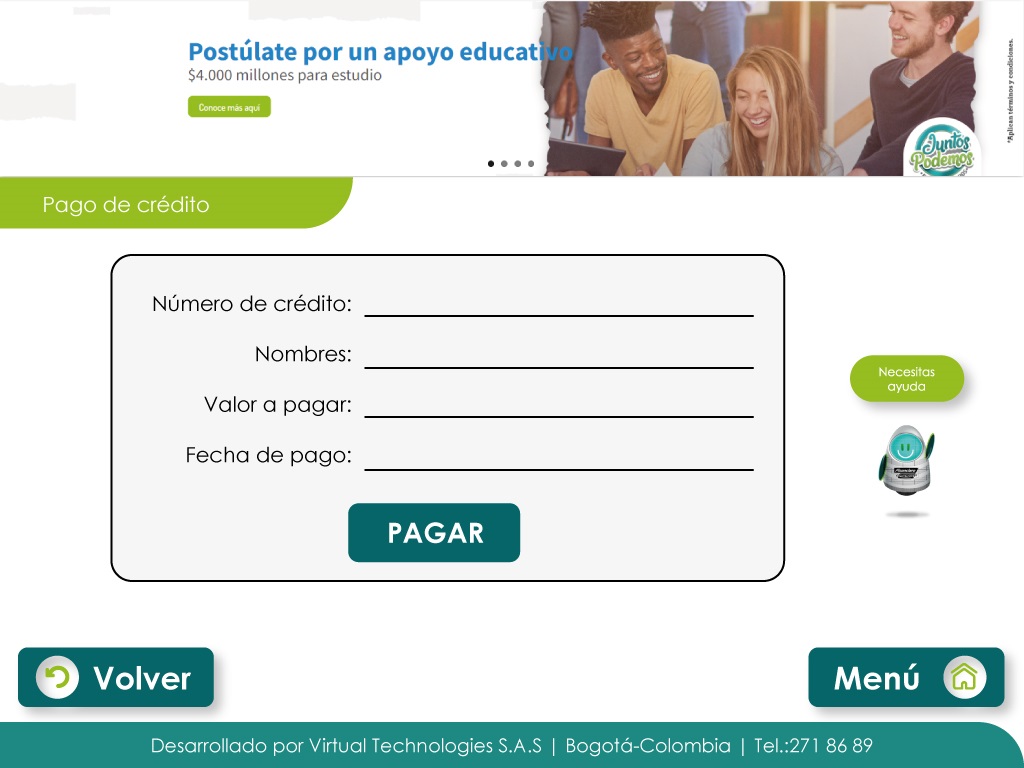 Postúlate por un apoyo educativo
$4.000 millones para estudio
Conoce más aquí
*Aplican términos y condiciones.
Juntos
Podemos
Pago de crédito
Número de crédito:
Nombres:
Valor a pagar:
Fecha de pago:
PAGAR
Necesitas
ayuda
Volver
Menú
Desarrollado por Virtual Technologies S.A.S | Bogotá-Colombia | Tel.:271 86 89